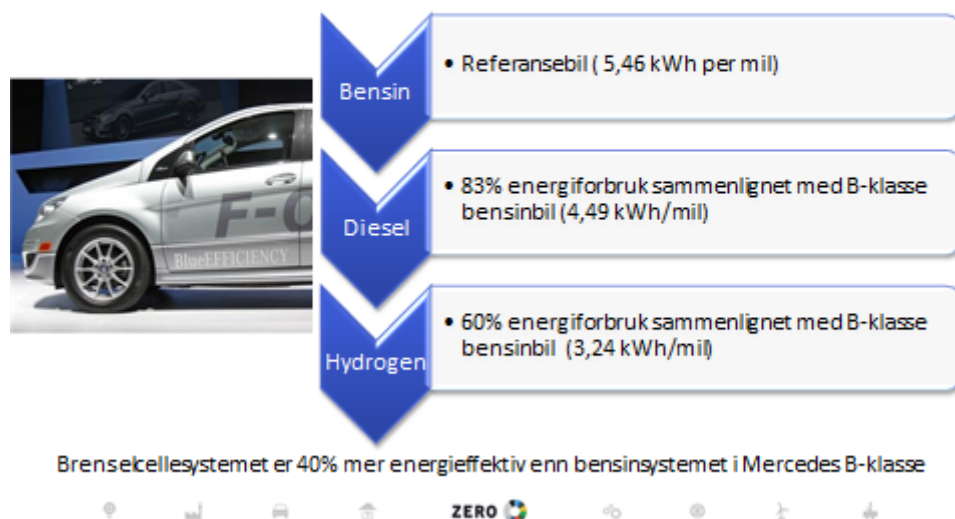 Bensin
• Referansebil ( 5,46 kWh per mil)
Diesel
• 83% energiforbruk sammenlignet med B-klasse
bensinbil (4,49 kWh/mil)
Hydrogen
• 60% energiforbruk sammenlignet med B-klasse
bensinbil (3,24 kWh/mil)
F-C
BlueEFFICIENCY
Brenselcellesystemet er 40% mer energieffektiv enn bensinsystemet i Mercedes B-klasse
ZERO